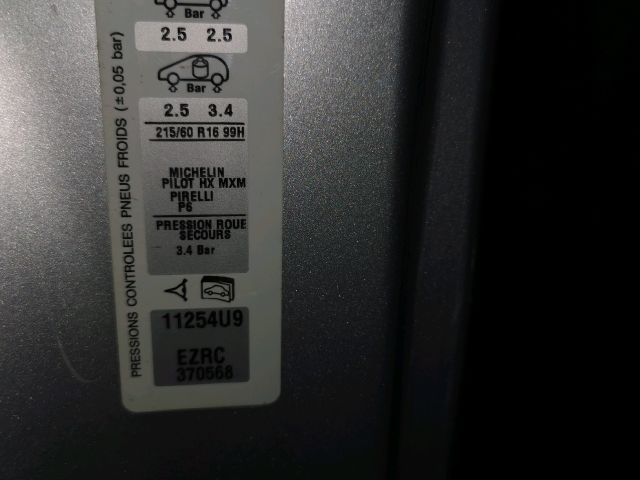 Bar
2.5 2.5
Bar
2.5 3.4
215/60 R16 99H
MICHELIN
PILOT HX MXM
PIRELLI
P6
PRESSION ROUE
SECOURS
3.4 Bar
11254U9
EZRC
370568
PRESSIONS CONTROLEES PNEUS FROIDS (±0,05 bar)